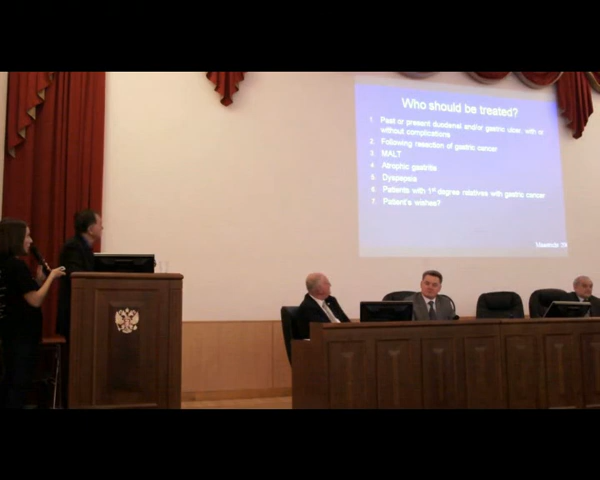 Who should be treated?
1. Past or present duodenal and/or gastric ulcer, with or
without complications
2. Following resection of gastric cancer
3. MALT
4. Atrophic gastritis
5. Dyspepsia
6. Patients with 1st degree relatives with gastric cancer
7. Patient's wishes?